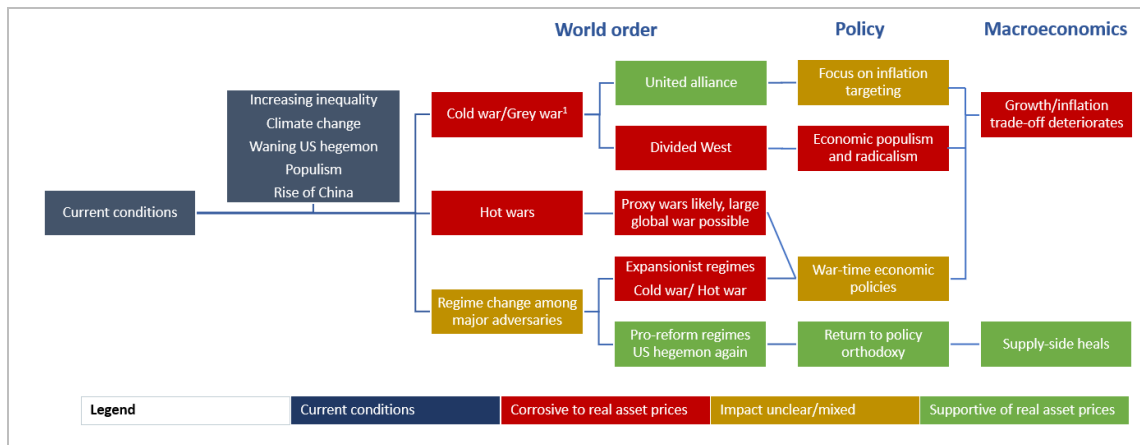 World order
Policy
Macroeconomics
Increasing inequality
Climate change
Waning US hegemon
Populism
Rise of China
Current conditions
Cold war/Grey war¹
United alliance
Focus on inflation
targeting
Growth/inflation
trade-off deteriorates
Divided West
Economic populism
and radicalism
Hot wars
Proxy wars likely, large
global war possible
Regime change among
major adversaries
Expansionist regimes
Cold war/ Hot war
War-time economic
policies
Pro-reform regimes
US hegemon again
Return to policy
orthodoxy
Supply-side heals
Legend
Current conditions
Corrosive to real asset prices
Impact unclear/mixed
Supportive of real asset prices